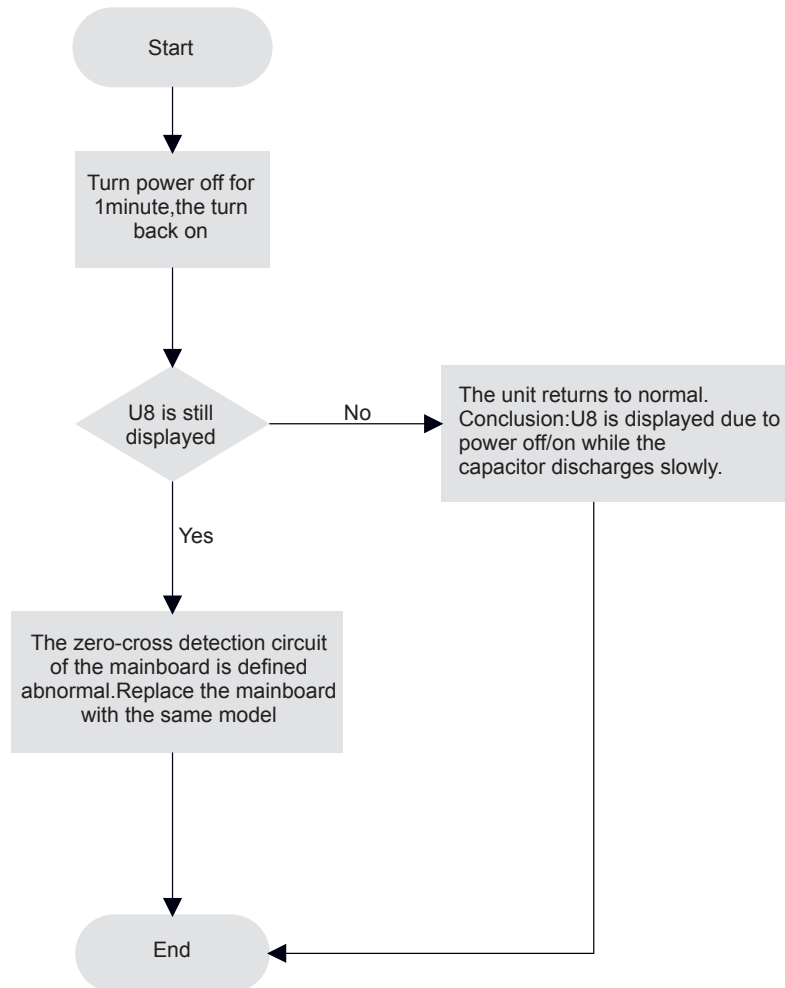 Start
Turn power off for
1minute,the turn
back on
U8 is still
displayed
No
The unit returns to normal.
Conclusion:U8 is displayed due to
power off/on while the
capacitor discharges slowly.
Yes
The zero-cross detection circuit
of the mainboard is defined
abnormal.Replace the mainboard
with the same model
End